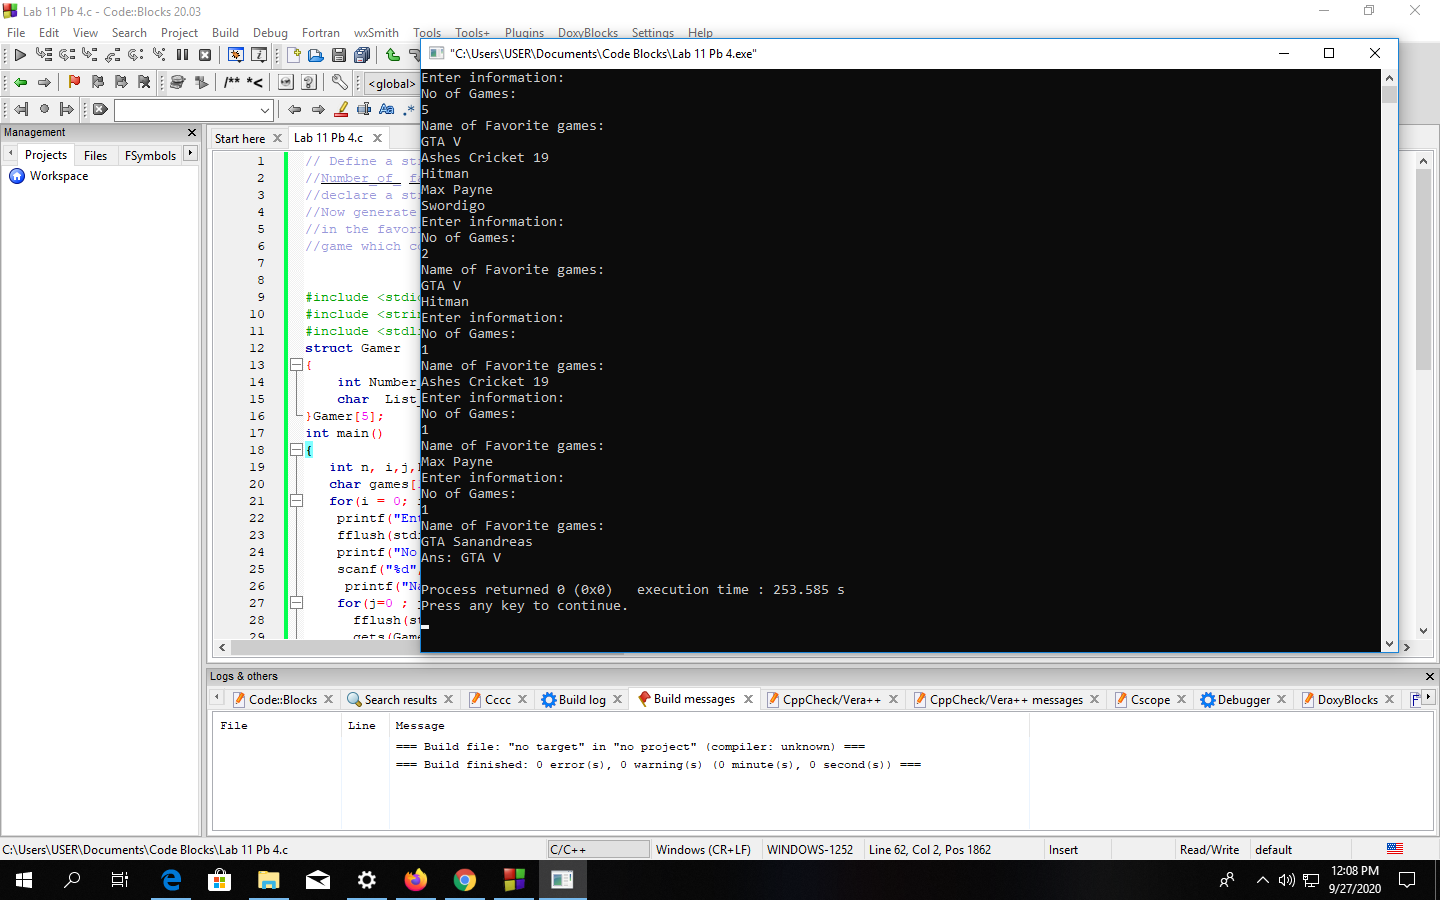 Lab 11 Pb 4.c - Code::Blocks 20.03
File Edit View Search Project Build Debug Fortran wxSmith Tools Tools+ Plugins DoxyBlocks Settings Help
"C:\Users\USER\Documents\Code Blocks\Lab 11 Pb 4.exe"
/** *<
<global>
Aa .*
Management
Projects Files FSymbols
Workspace
Start here Lab 11 Pb 4.c
1 // Define a st
2 //Number_of_
3 //declare a st
4 //Now generate
5 //in the favor
6 //game which c
7
8
9 #include <stdi
10 #include <stri
11 #include <stdl
12 struct Gamer
13 {
14 int Number_
15 char List_
16 }Gamer[5];
17 int main()
18 {
19 int n, i,j,
20 char games[
21 for(i = 0;
22 printf("Ent
23 fflush(std
24 printf("No
25 scanf("%d"
26 printf("Na
27 for(j=0 ;
28 fflush(st
29 gets(Gam
Enter information:
No of Games:
5
Name of Favorite games:
GTA V
Ashes Cricket 19
Hitman
Max Payne
Swordigo
Enter information:
No of Games:
2
Name of Favorite games:
GTA V
Hitman
Enter information:
No of Games:
1
Name of Favorite games:
Ashes Cricket 19
Enter information:
No of Games:
1
Name of Favorite games:
Max Payne
Enter information:
No of Games:
1
Name of Favorite games:
GTA Sanandreas
Ans: GTA V
Process returned 0 (0x0) execution time : 253.585 s
Press any key to continue.
Logs & others
Code::Blocks Search results Cccc Build log Build messages CppCheck/Vera++ CppCheck/Vera++ messages Cscope Debugger DoxyBlocks F
File Line Message
=== Build file: "no target" in "no project" (compiler: unknown) ===
=== Build finished: 0 error(s), 0 warning(s) (0 minute(s), 0 second(s)) ===
C:\Users\USER\Documents\Code Blocks\Lab 11 Pb 4.c C/C++ Windows (CR+LF) WINDOWS-1252 Line 62, Col 2, Pos 1862 Insert Read/Write default
12:08 PM
9/27/2020